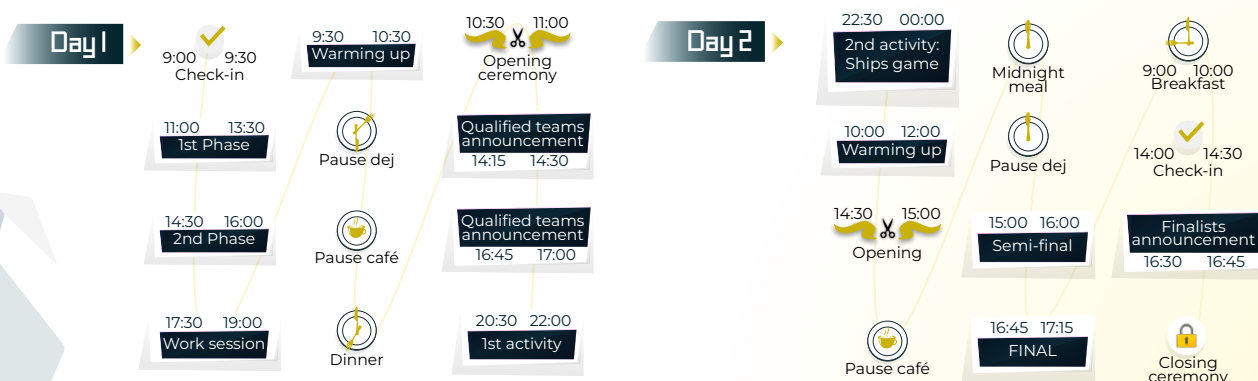 Day 1
9:00 9:30
Check-in
9:30 10:30
Warming up
10:30 11:00
Opening
ceremony
11:00 13:30
1st Phase
Pause dej
Qualified teams
announcement
14:15 14:30
14:30 16:00
2nd Phase
Pause café
Qualified teams
announcement
16:45 17:00
17:30 19:00
Work session
Dinner
20:30 22:00
1st activity
Day 2
22:30 00:00
2nd activity:
Ships game
Midnight
meal
9:00 10:00
Breakfast
10:00 12:00
Warming up
Pause dej
14:00 14:30
Check-in
14:30 15:00
Opening
15:00 16:00
Semi-final
Finalists
announcement
16:30 16:45
Pause café
16:45 17:15
FINAL
Closing
ceremony